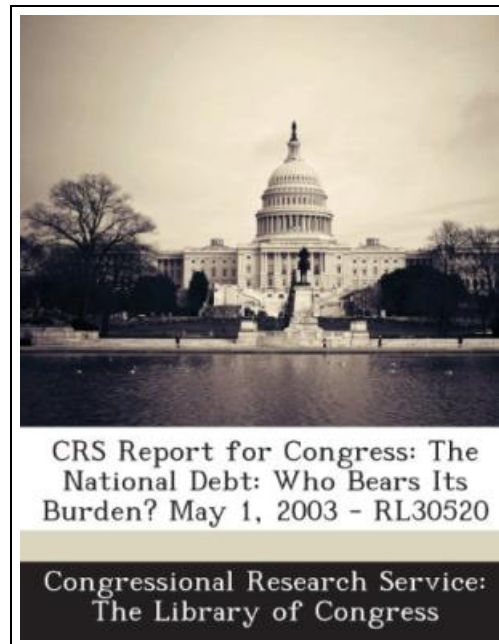 CRS Report for Congress: The
National Debt: Who Bears Its
Burden? May 1, 2003 - RL30520
Congressional Research Service:
The Library of Congress